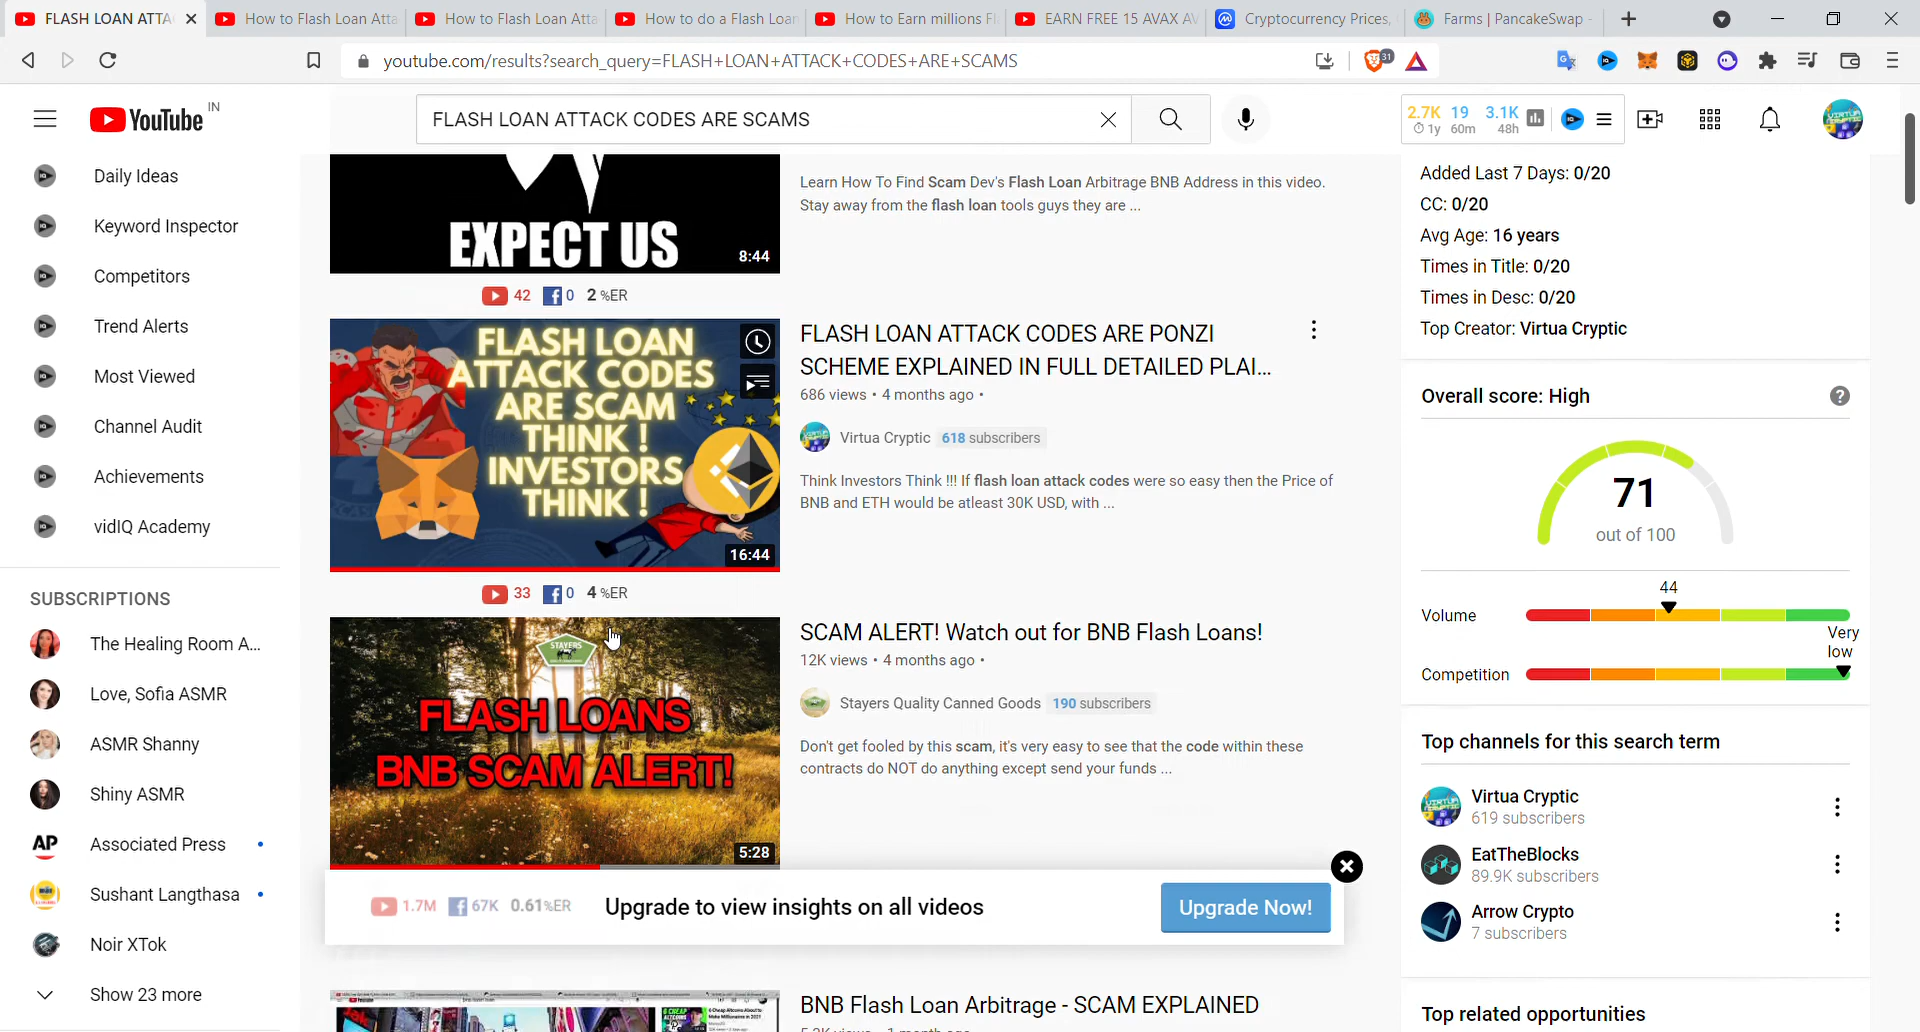 FLASH LOAN ATTA
How to Flash Loan Atta
How to Flash Loan Atta
How to do a Flash Loan
How to Earn millions Fl
EARN FREE 15 AVAX AV
Cryptocurrency Prices,
Farms | PancakeSwap -
youtube.com/results?search_query=FLASH+LOAN+ATTACK+CODES+ARE+SCAMS
31
YouTube IN
FLASH LOAN ATTACK CODES ARE SCAMS
2.7K 19 3.1K
1y 60m 48h
Daily Ideas
Keyword Inspector
Competitors
Trend Alerts
Most Viewed
Channel Audit
Achievements
vidIQ Academy
SUBSCRIPTIONS
The Healing Room A...
Love, Sofia ASMR
ASMR Shanny
Shiny ASMR
AP Associated Press
Sushant Langthasa
Noir XTok
Show 23 more
EXPECT US
8:44
Learn How To Find Scam Dev's Flash Loan Arbitrage BNB Address in this video.
Stay away from the flash loan tools guys they are ...
42 0 2 %ER
FLASH LOAN
ATTACK CODES
ARE SCAM
THINK !
INVESTORS
THINK !
16:44
FLASH LOAN ATTACK CODES ARE PONZI
SCHEME EXPLAINED IN FULL DETAILED PLAI...
686 views • 4 months ago •
Virtua Cryptic 618 subscribers
Think Investors Think !!! If flash loan attack codes were so easy then the Price of
BNB and ETH would be atleast 30K USD, with ...
33 0 4 %ER
STAYERS
FLASH LOANS
BNB SCAM ALERT!
5:28
SCAM ALERT! Watch out for BNB Flash Loans!
12K views • 4 months ago •
Stayers Quality Canned Goods 190 subscribers
Don't get fooled by this scam, it's very easy to see that the code within these
contracts do NOT do anything except send your funds ...
1.7M 67K 0.61%ER
Upgrade to view insights on all videos
Upgrade Now!
BNB Flash Loan Arbitrage - SCAM EXPLAINED
Added Last 7 Days: 0/20
CC: 0/20
Avg Age: 16 years
Times in Title: 0/20
Times in Desc: 0/20
Top Creator: Virtua Cryptic
Overall score: High
71
out of 100
44
Volume
Very
low
Competition
Top channels for this search term
Virtua Cryptic
619 subscribers
EatTheBlocks
89.9K subscribers
Arrow Crypto
7 subscribers
Top related opportunities